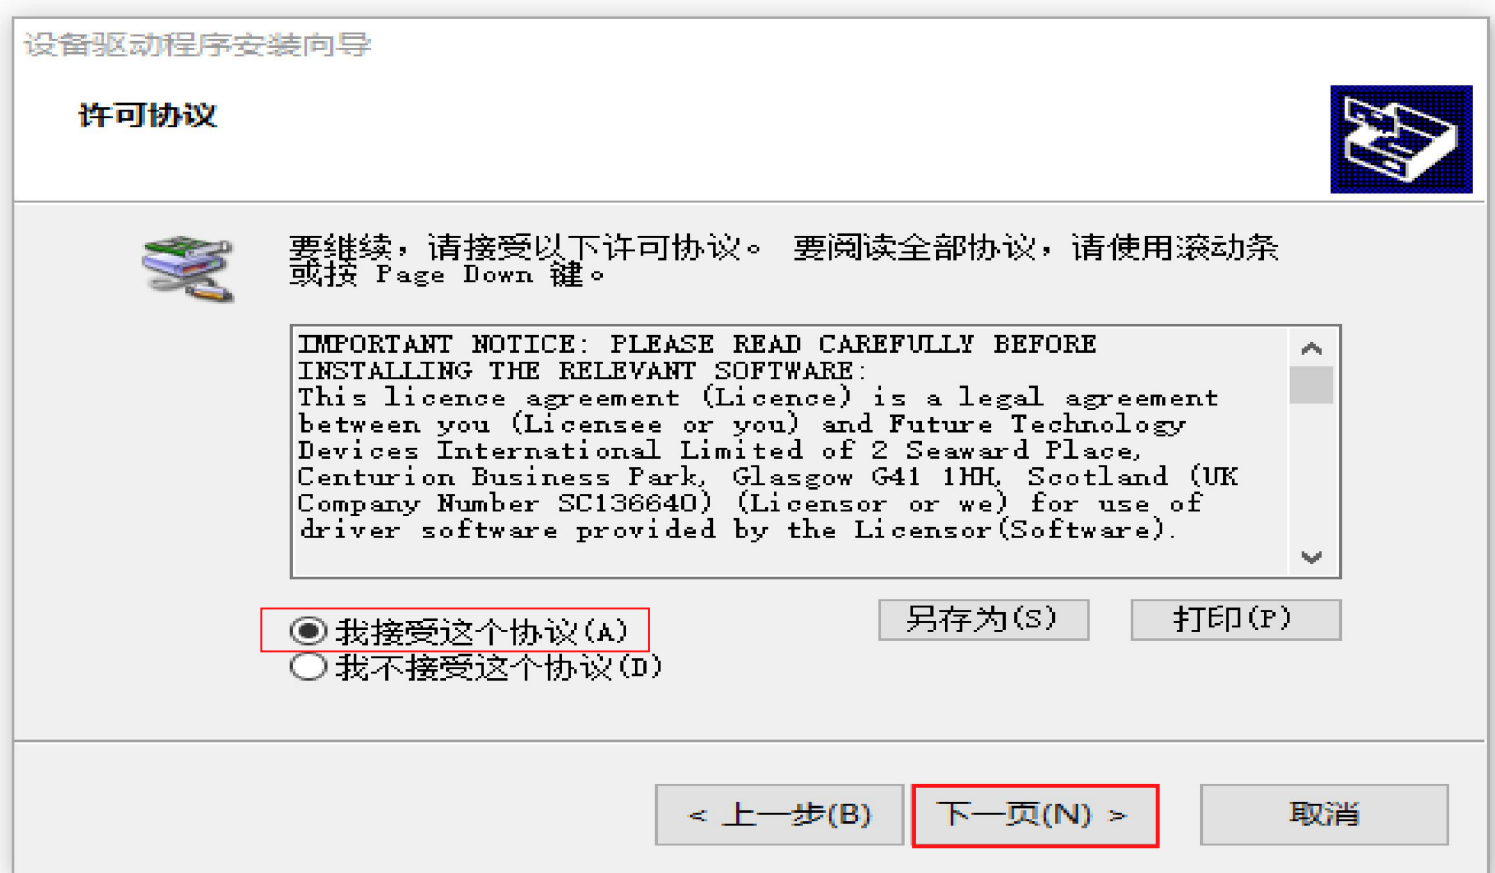 设备驱动程序安装向导
许可协议
要继续，请接受以下许可协议。 要阅读全部协议，请使用滚动条
或按 Page Down 键。
IMPORTANT NOTICE: PLEASE READ CAREFULLY BEFORE
INSTALLING THE RELEVANT SOFTWARE:
This licence agreement (Licence) is a legal agreement
between you (Licensee or you) and Future Technology
Devices International Limited of 2 Seaward Place,
Centurion Business Park, Glasgow G41 1HH, Scotland (UK
Company Number SC136640) (Licensor or we) for use of
driver software provided by the Licensor(Software).
我接受这个协议(A)
我不接受这个协议(D)
另存为(S)
打印(P)
< 上一步(B)
下一页(N) >
取消